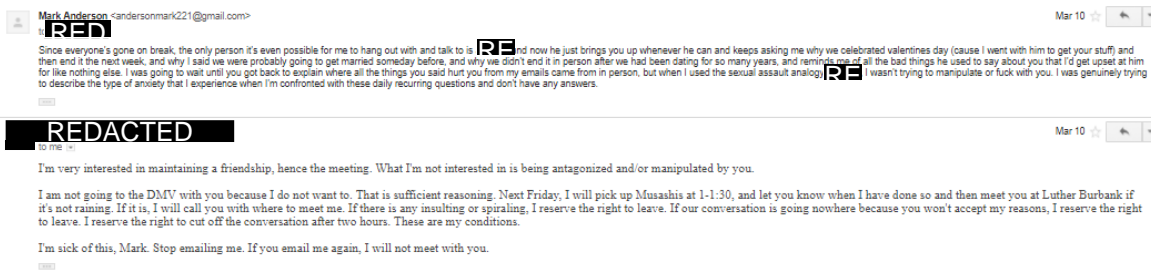 Mark Anderson <andersonmark221@gmail.com>
Mar 10
to RED
Since everyone's gone on break, the only person it's even possible for me to hang out with and talk to is RE nd now he just brings you up whenever he can and keeps asking me why we celebrated valentines day (cause I went with him to get your stuff) and
then end it the next week, and why I said we were probably going to get married someday before, and why we didn't end it in person after we had been dating for so many years, and reminds me of all the bad things he used to say about you that I'd get upset at him
for like nothing else. I was going to wait until you got back to explain where all the things you said hurt you from my emails came from in person, but when I used the sexual assault analogy RE I wasn't trying to manipulate or fuck with you. I was genuinely trying
to describe the type of anxiety that I experience when I'm confronted with these daily recurring questions and don't have any answers.
REDACTED
Mar 10
to me
I'm very interested in maintaining a friendship, hence the meeting. What I'm not interested in is being antagonized and/or manipulated by you.
I am not going to the DMV with you because I do not want to. That is sufficient reasoning. Next Friday, I will pick up Musashis at 1-1:30, and let you know when I have done so and then meet you at Luther Burbank if
it's not raining. If it is, I will call you with where to meet me. If there is any insulting or spiraling, I reserve the right to leave. If our conversation is going nowhere because you won't accept my reasons, I reserve the right
to leave. I reserve the right to cut off the conversation after two hours. These are my conditions.
I'm sick of this, Mark. Stop emailing me. If you email me again, I will not meet with you.